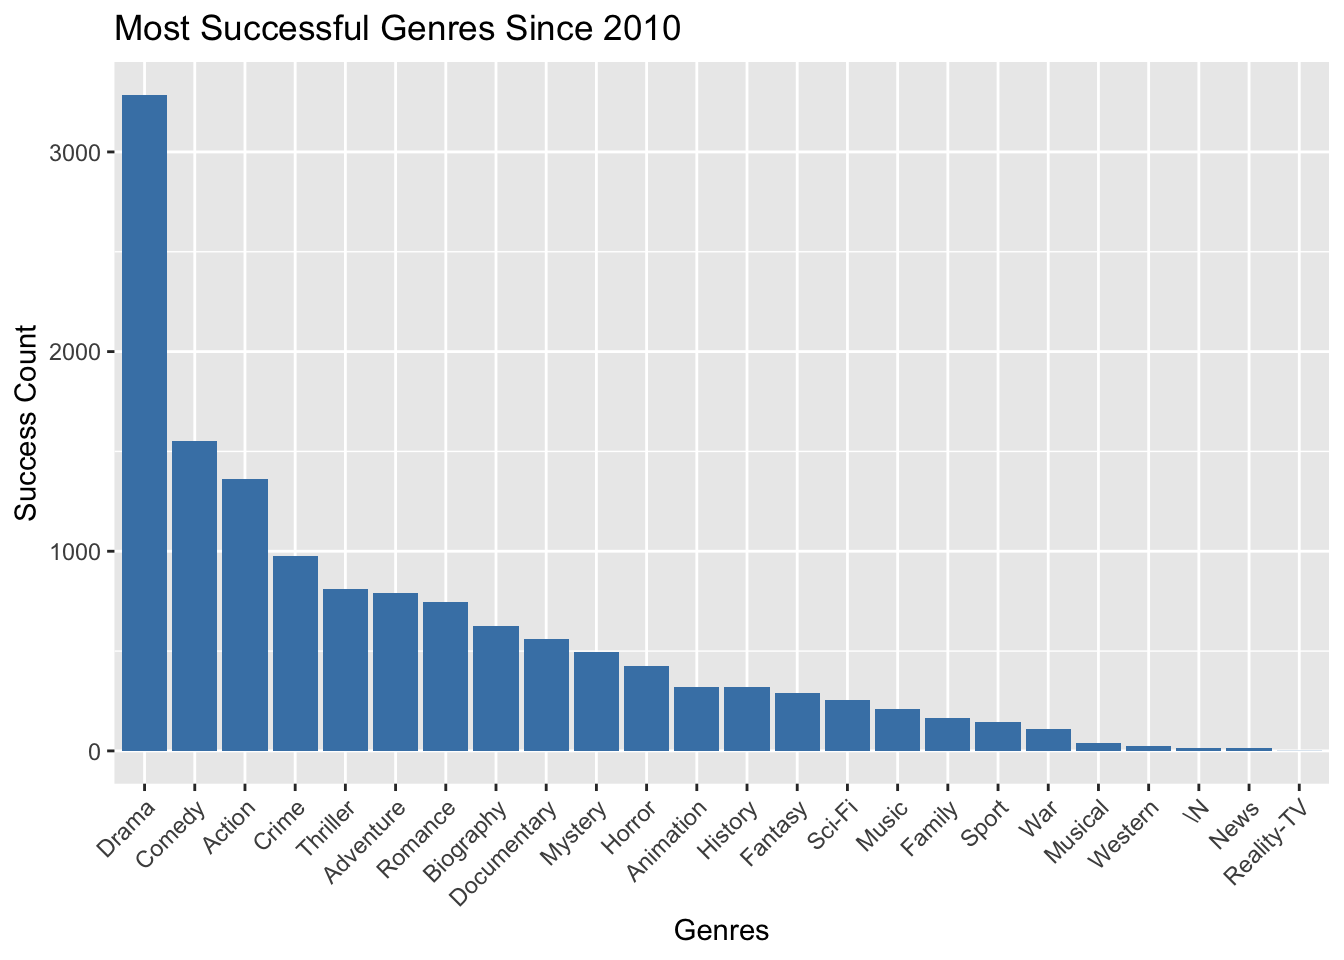 Most Successful Genres Since 2010
Success Count
3000
2000
1000
0
Drama
Comedy
Action
Crime
Thriller
Adventure
Romance
Biography
Documentary
Mystery
Horror
Animation
History
Fantasy
Sci-Fi
Music
Family
Sport
War
Musical
Western
\N
News
Reality-TV
Genres